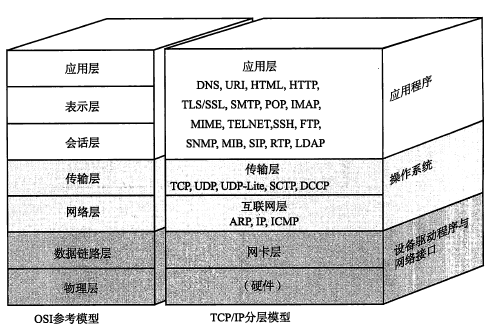 应用层
表示层
会话层
传输层
网络层
数据链路层
物理层
OSI参考模型
应用层
DNS, URI, HTML, HTTP,
TLS/SSL, SMTP, POP, IMAP,
MIME, TELNET,SSH, FTP,
SNMP, MIB, SIP, RTP, LDAP
传输层
TCP, UDP, UDP-Lite, SCTP, DCCP
互联网层
ARP, IP, ICMP
网卡层
（硬件）
TCP/IP分层模型
应用程序
操作系统
设备驱动程序与
网络接口